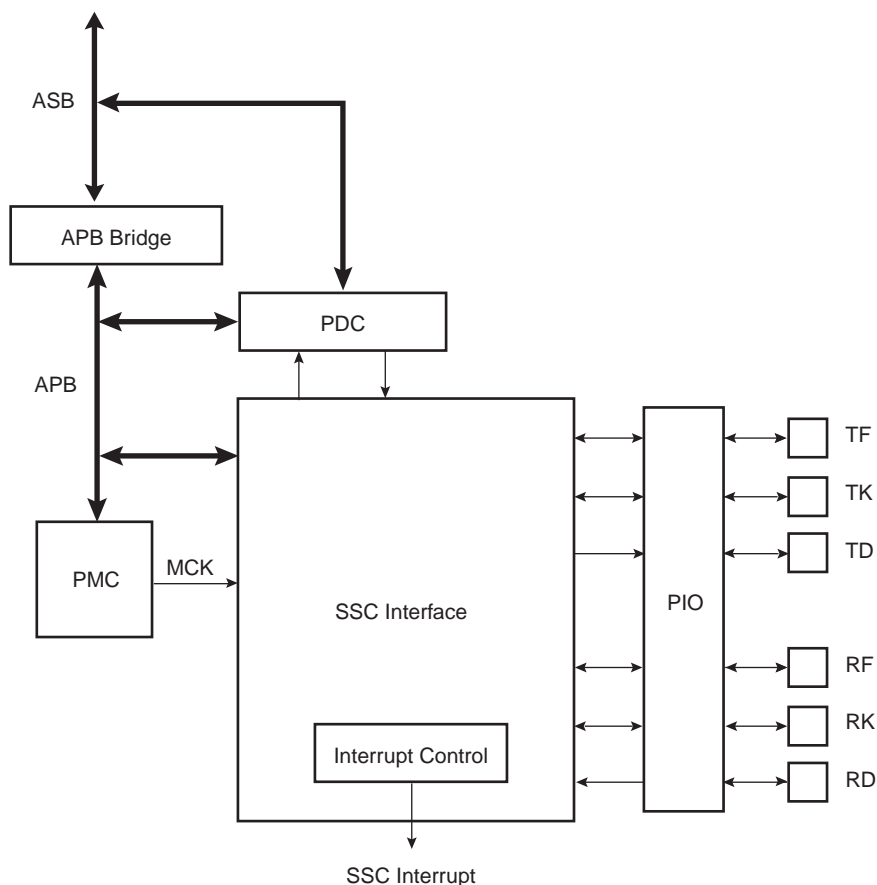 ASB
APB Bridge
PDC
APB
TF
TK
TD
PMC
MCK
SSC Interface
PIO
RF
RK
RD
Interrupt Control
SSC Interrupt